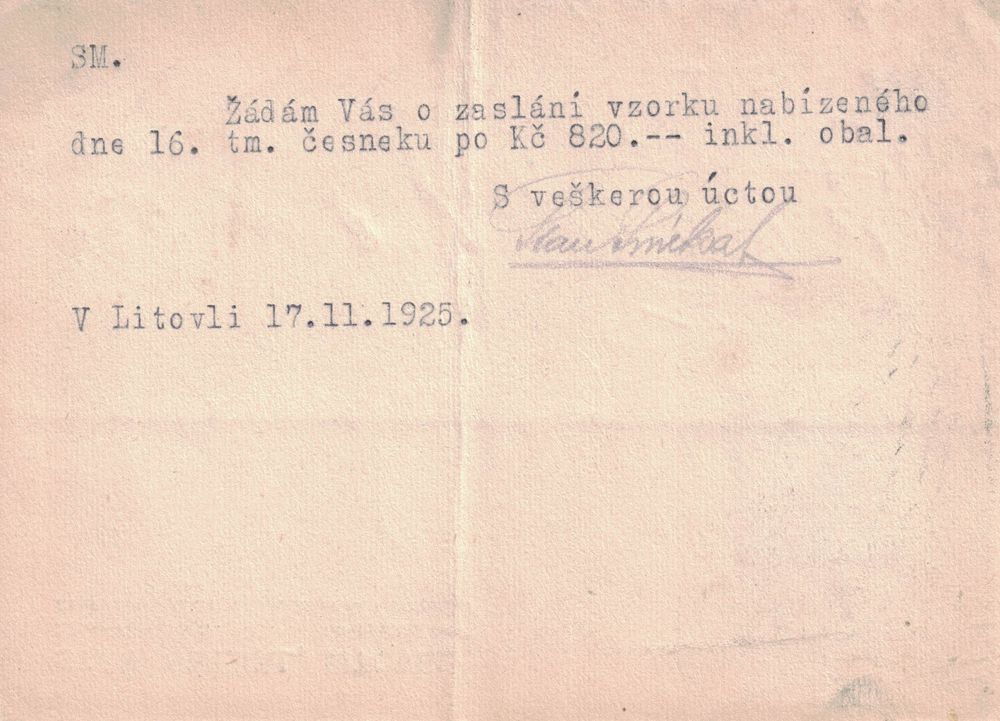 SM.
Žádám Vás o zaslání vzorku nabízeného
dne 16. tm. česneku po Kč 820.-- inkl. obal.
S veškerou úctou
V Litovli 17.11.1925.